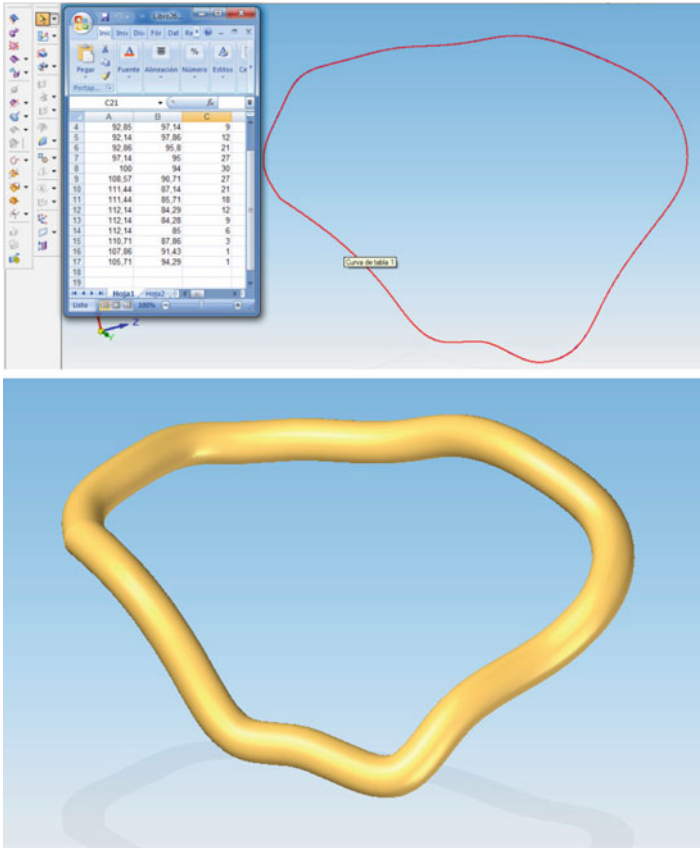 Libro26
Inic Inse Dis Fór Dat Re
Pegar Fuente Alineación Número Estilos Ce
Portap...
C21 fx
A B C
4 92,85 97,14 9
5 92,14 97,86 12
6 92,86 95,8 21
7 97,14 95 27
8 100 94 30
9 108,57 90,71 27
10 111,44 87,14 21
11 111,44 85,71 18
12 112,14 84,29 12
13 112,14 84,28 9
14 112,14 85 6
15 110,71 87,86 3
16 107,86 91,43 1
17 105,71 94,29 1
18
19
Hoja1 Hoja2
Listo 100%
Curva de tabla 1
Z
Y